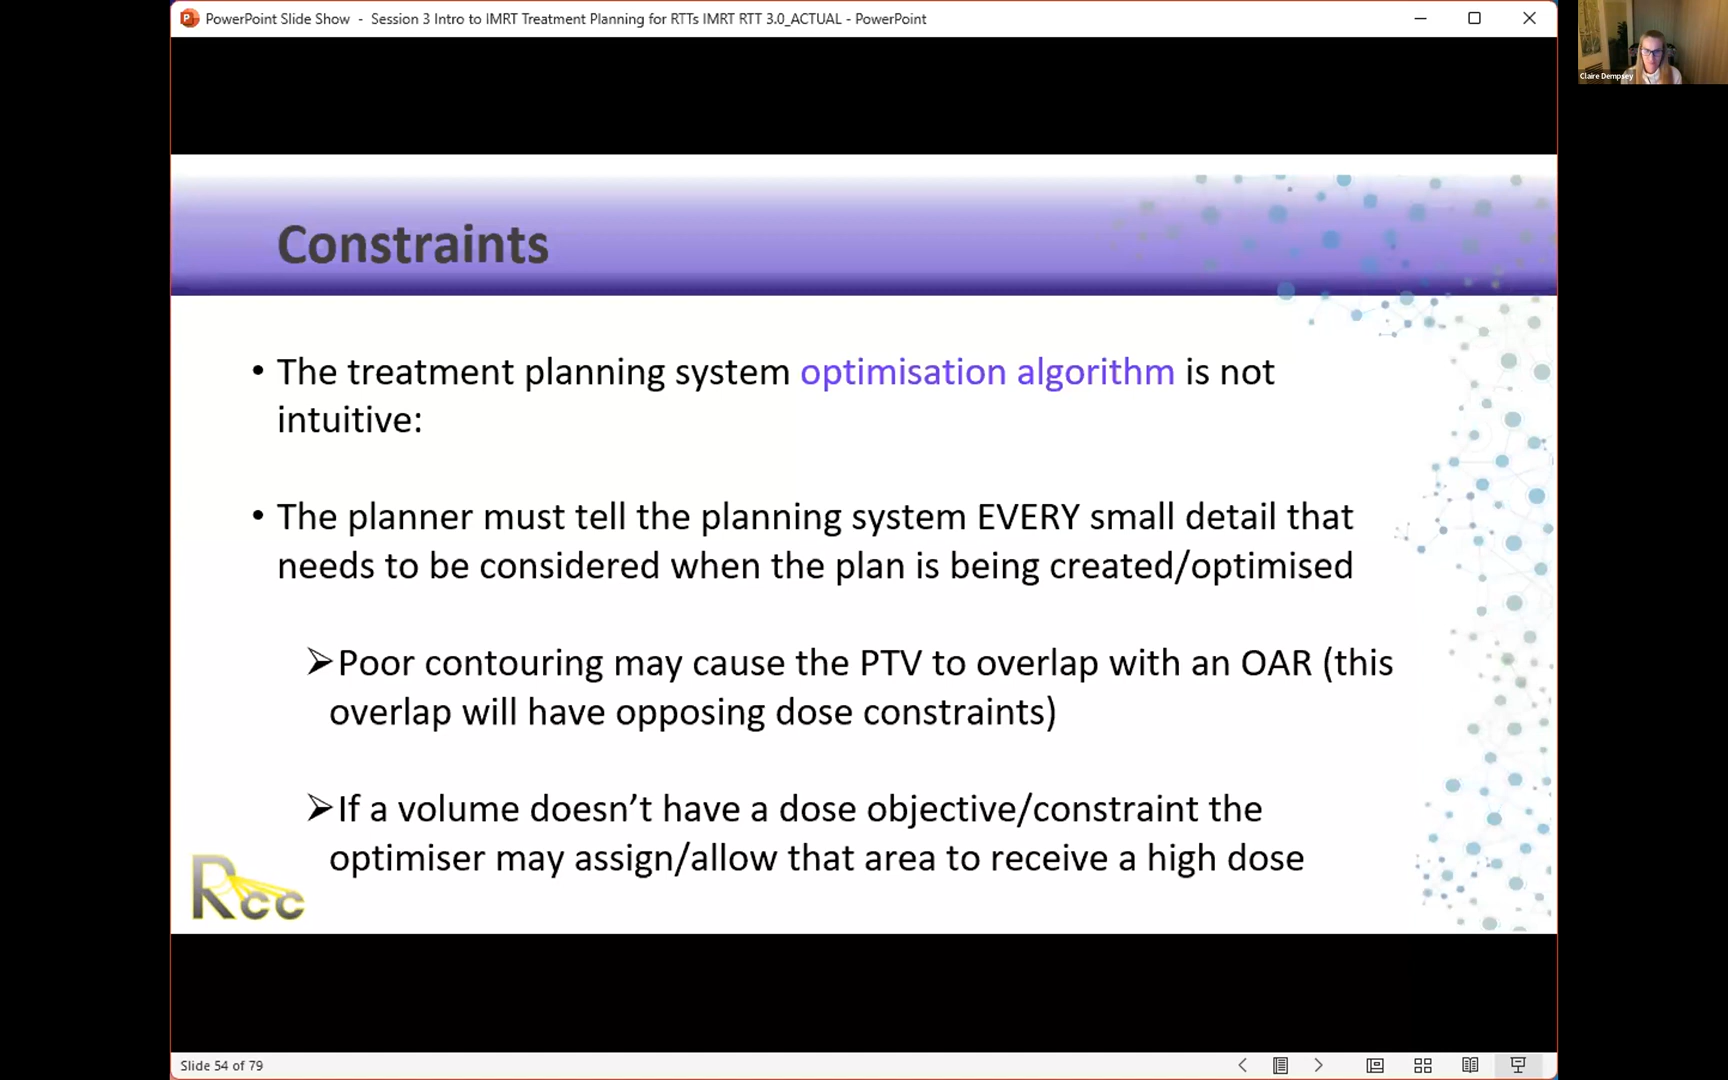 PowerPoint Slide Show - Session 3 Intro to IMRT Treatment Planning for RTTs IMRT RTT 3.0_ACTUAL - PowerPoint
Claire Dempsey
Constraints
• The treatment planning system optimisation algorithm is not
intuitive:
• The planner must tell the planning system EVERY small detail that
needs to be considered when the plan is being created/optimised
➢Poor contouring may cause the PTV to overlap with an OAR (this
overlap will have opposing dose constraints)
➢If a volume doesn’t have a dose objective/constraint the
optimiser may assign/allow that area to receive a high dose
Rcc
Slide 54 of 79